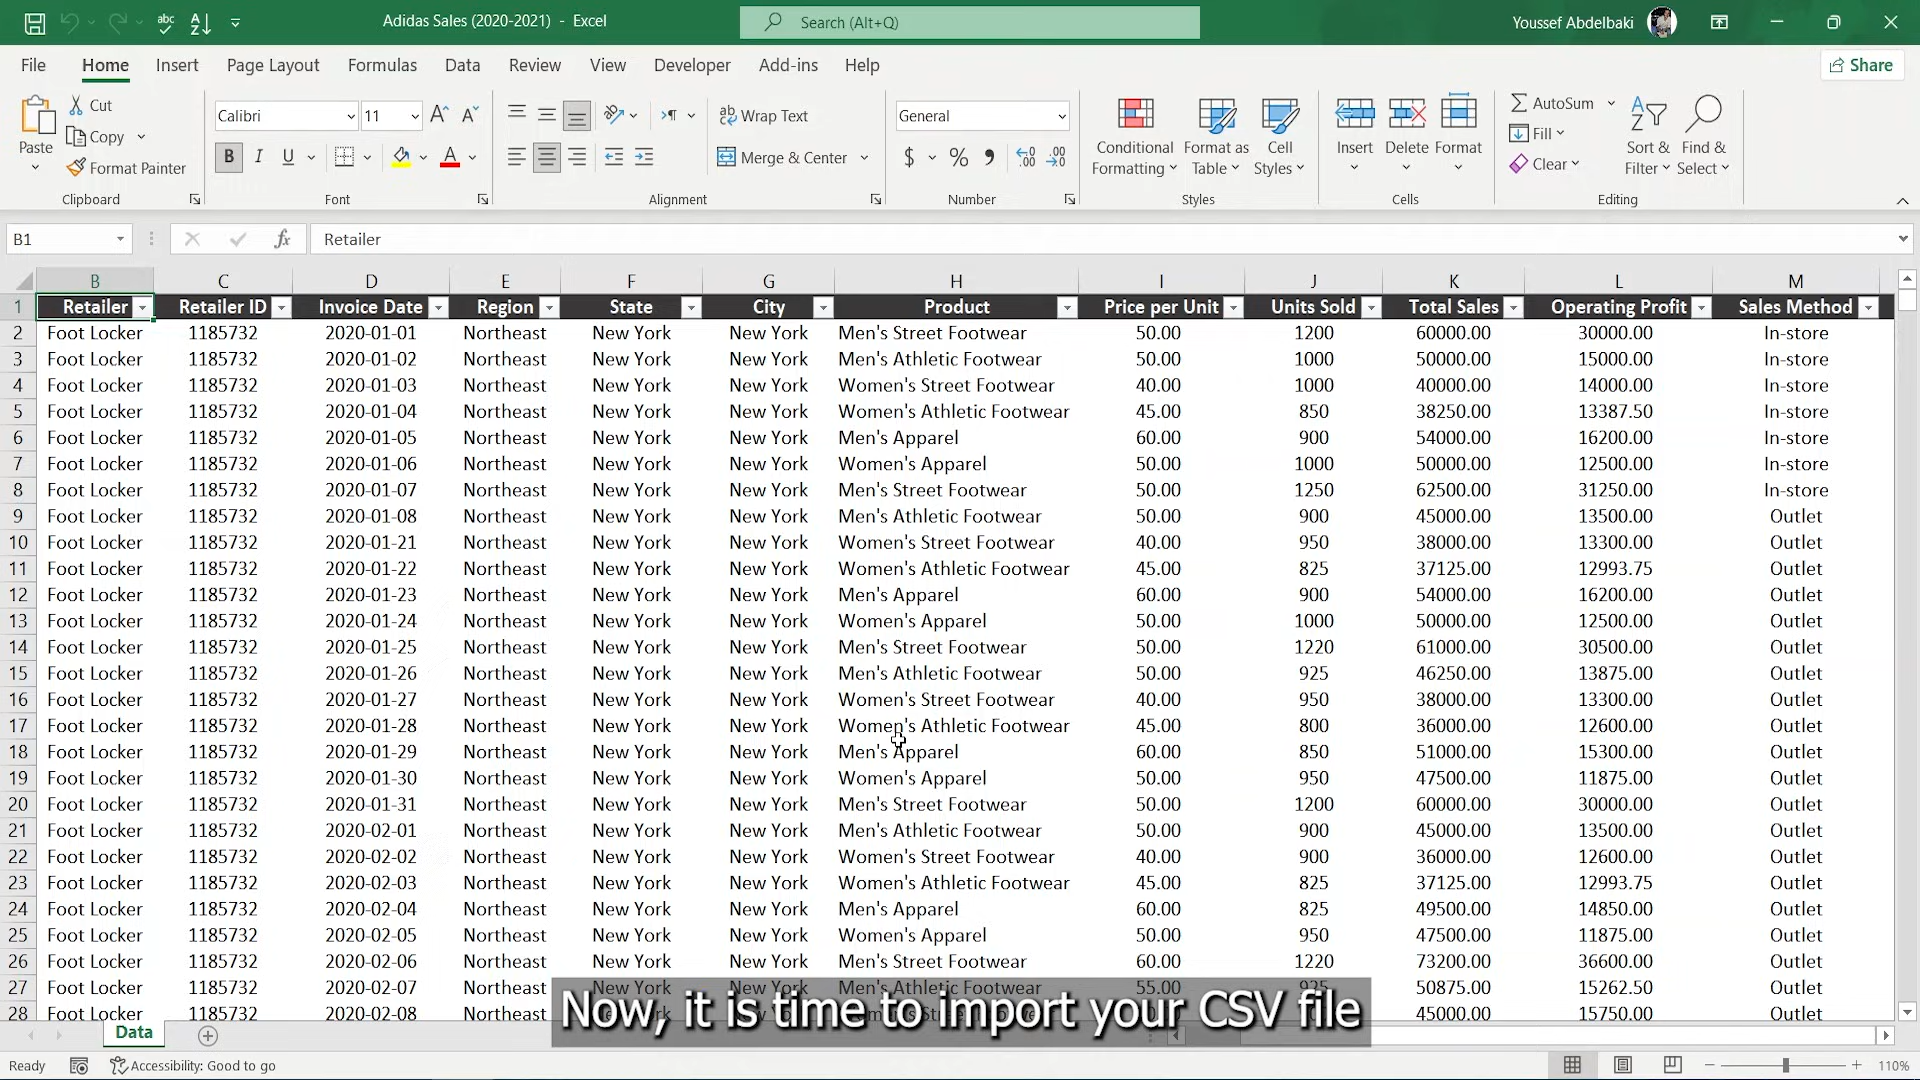 Adidas Sales (2020-2021) - Excel
Search (Alt+Q)
Youssef Abdelbaki
File Home Insert Page Layout Formulas Data Review View Developer Add-ins Help Share
Paste Cut Copy Format Painter Clipboard
Calibri 11 B I U A Font
Wrap Text Merge & Center Alignment
General $ % Number
Conditional Formatting Format as Table Cell Styles Styles
Insert Delete Format Cells
AutoSum Fill Clear Sort & Filter Find & Select Editing
B1 fx Retailer
B C D E F G H I J K L M
1 Retailer Retailer ID Invoice Date Region State City Product Price per Unit Units Sold Total Sales Operating Profit Sales Method
2 Foot Locker 1185732 2020-01-01 Northeast New York New York Men's Street Footwear 50.00 1200 60000.00 30000.00 In-store
3 Foot Locker 1185732 2020-01-02 Northeast New York New York Men's Athletic Footwear 50.00 1000 50000.00 15000.00 In-store
4 Foot Locker 1185732 2020-01-03 Northeast New York New York Women's Street Footwear 40.00 1000 40000.00 14000.00 In-store
5 Foot Locker 1185732 2020-01-04 Northeast New York New York Women's Athletic Footwear 45.00 850 38250.00 13387.50 In-store
6 Foot Locker 1185732 2020-01-05 Northeast New York New York Men's Apparel 60.00 900 54000.00 16200.00 In-store
7 Foot Locker 1185732 2020-01-06 Northeast New York New York Women's Apparel 50.00 1000 50000.00 12500.00 In-store
8 Foot Locker 1185732 2020-01-07 Northeast New York New York Men's Street Footwear 50.00 1250 62500.00 31250.00 In-store
9 Foot Locker 1185732 2020-01-08 Northeast New York New York Men's Athletic Footwear 50.00 900 45000.00 13500.00 Outlet
10 Foot Locker 1185732 2020-01-21 Northeast New York New York Women's Street Footwear 40.00 950 38000.00 13300.00 Outlet
11 Foot Locker 1185732 2020-01-22 Northeast New York New York Women's Athletic Footwear 45.00 825 37125.00 12993.75 Outlet
12 Foot Locker 1185732 2020-01-23 Northeast New York New York Men's Apparel 60.00 900 54000.00 16200.00 Outlet
13 Foot Locker 1185732 2020-01-24 Northeast New York New York Women's Apparel 50.00 1000 50000.00 12500.00 Outlet
14 Foot Locker 1185732 2020-01-25 Northeast New York New York Men's Street Footwear 50.00 1220 61000.00 30500.00 Outlet
15 Foot Locker 1185732 2020-01-26 Northeast New York New York Men's Athletic Footwear 50.00 925 46250.00 13875.00 Outlet
16 Foot Locker 1185732 2020-01-27 Northeast New York New York Women's Street Footwear 40.00 950 38000.00 13300.00 Outlet
17 Foot Locker 1185732 2020-01-28 Northeast New York New York Women's Athletic Footwear 45.00 800 36000.00 12600.00 Outlet
18 Foot Locker 1185732 2020-01-29 Northeast New York New York Men's Apparel 60.00 850 51000.00 15300.00 Outlet
19 Foot Locker 1185732 2020-01-30 Northeast New York New York Women's Apparel 50.00 950 47500.00 11875.00 Outlet
20 Foot Locker 1185732 2020-01-31 Northeast New York New York Men's Street Footwear 50.00 1200 60000.00 30000.00 Outlet
21 Foot Locker 1185732 2020-02-01 Northeast New York New York Men's Athletic Footwear 50.00 900 45000.00 13500.00 Outlet
22 Foot Locker 1185732 2020-02-02 Northeast New York New York Women's Street Footwear 40.00 900 36000.00 12600.00 Outlet
23 Foot Locker 1185732 2020-02-03 Northeast New York New York Women's Athletic Footwear 45.00 825 37125.00 12993.75 Outlet
24 Foot Locker 1185732 2020-02-04 Northeast New York New York Men's Apparel 60.00 825 49500.00 14850.00 Outlet
25 Foot Locker 1185732 2020-02-05 Northeast New York New York Women's Apparel 50.00 950 47500.00 11875.00 Outlet
26 Foot Locker 1185732 2020-02-06 Northeast New York New York Men's Street Footwear 60.00 1220 73200.00 36600.00 Outlet
27 Foot Locker 1185732 2020-02-07 Northeast New York New York Men's Athletic Footwear 55.00 925 50875.00 15262.50 Outlet
28 Foot Locker 1185732 2020-02-08 Northeast 45000.00 15750.00 Outlet
Now, it is time to import your CSV file
Data
Ready Accessibility: Good to go 110%